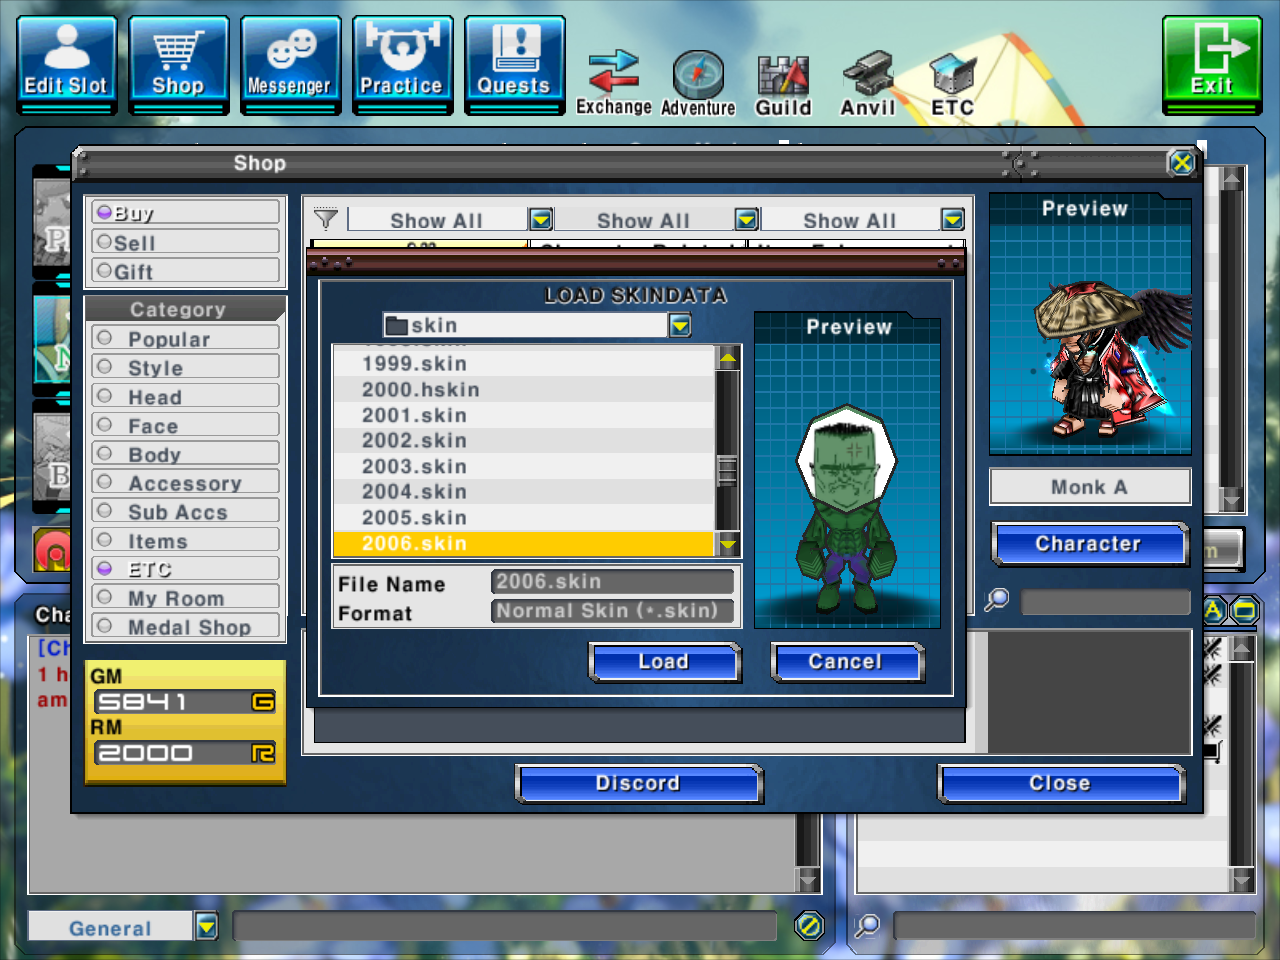 Edit Slot
Shop
Messenger
Practice
Quests
Exchange
Adventure
Guild
Anvil
ETC
Exit
Shop
Buy
Sell
Gift
Category
Popular
Style
Head
Face
Body
Accessory
Sub Accs
Items
ETC
My Room
Medal Shop
GM
5841 G
RM
2000 R
Show All
Show All
Show All
LOAD SKINDATA
skin
1999.skin
2000.hskin
2001.skin
2002.skin
2003.skin
2004.skin
2005.skin
2006.skin
File Name
2006.skin
Format
Normal Skin (*.skin)
Preview
Load
Cancel
Preview
Monk A
Character
Discord
Close
Cha
[Ch
1 h
am
A
m
General